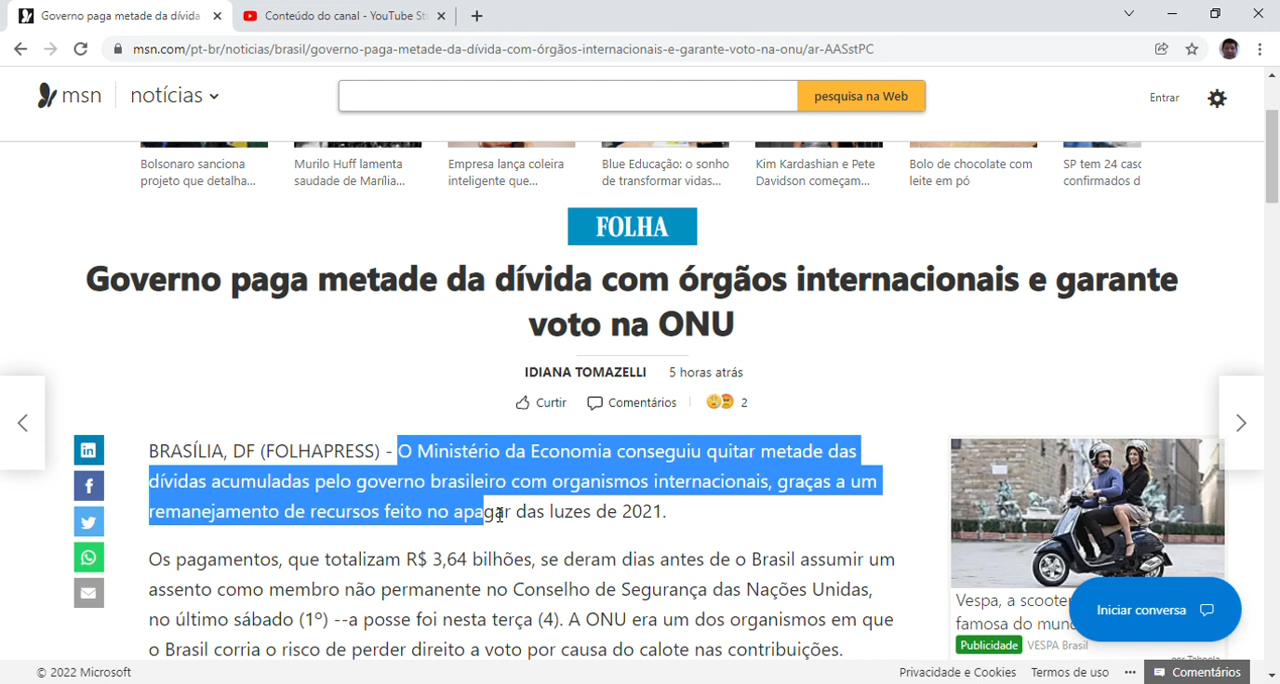 Governo paga metade da dívida
Conteúdo do canal - YouTube St
msn.com/pt-br/noticias/brasil/governo-paga-metade-da-dívida-com-órgãos-internacionais-e-garante-voto-na-onu/ar-AASstPC
msn notícias
pesquisa na Web
Entrar
Bolsonaro sanciona
projeto que detalha...
Murilo Huff lamenta
saudade de Marília...
Empresa lança coleira
inteligente que...
Blue Educação: o sonho
de transformar vidas...
Kim Kardashian e Pete
Davidson começam...
Bolo de chocolate com
leite em pó
SP tem 24 casc
confirmados d
FOLHA
Governo paga metade da dívida com órgãos internacionais e garante
voto na ONU
IDIANA TOMAZELLI 5 horas atrás
Curtir Comentários 2
BRASÍLIA, DF (FOLHAPRESS) - O Ministério da Economia conseguiu quitar metade das
dívidas acumuladas pelo governo brasileiro com organismos internacionais, graças a um
remanejamento de recursos feito no apagar das luzes de 2021.
Os pagamentos, que totalizam R$ 3,64 bilhões, se deram dias antes de o Brasil assumir um
assento como membro não permanente no Conselho de Segurança das Nações Unidas,
no último sábado (1º) --a posse foi nesta terça (4). A ONU era um dos organismos em que
o Brasil corria o risco de perder direito a voto por causa do calote nas contribuições.
Vespa, a scooter
famosa do mun
Publicidade VESPA Brasil
Iniciar conversa
© 2022 Microsoft
Privacidade e Cookies Termos de uso ... Comentários